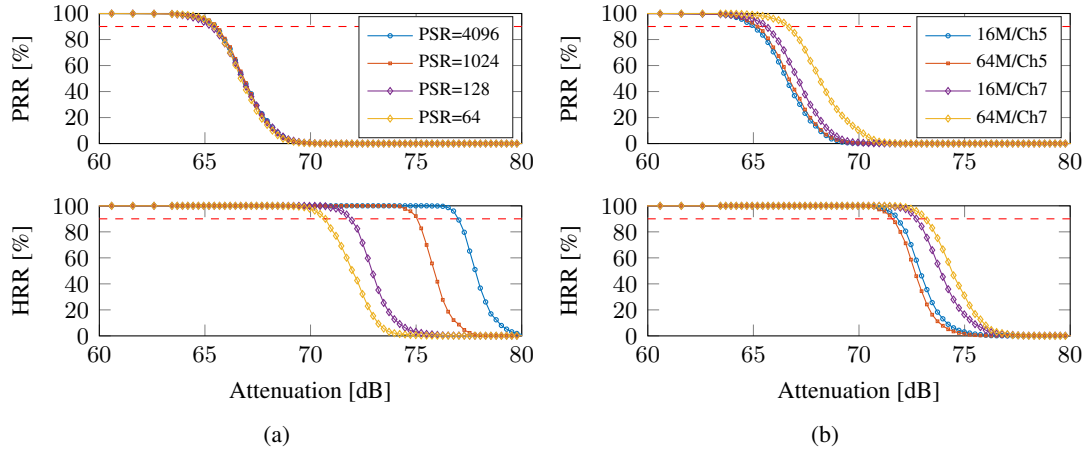 100
80
60
40
20
0
PRR [%]
60 65 70 75 80
PSR=4096
PSR=1024
PSR=128
PSR=64
100
80
60
40
20
0
HRR [%]
60 65 70 75 80
Attenuation [dB]
(a)
100
80
60
40
20
0
PRR [%]
60 65 70 75 80
16M/Ch5
64M/Ch5
16M/Ch7
64M/Ch7
100
80
60
40
20
0
HRR [%]
60 65 70 75 80
Attenuation [dB]
(b)